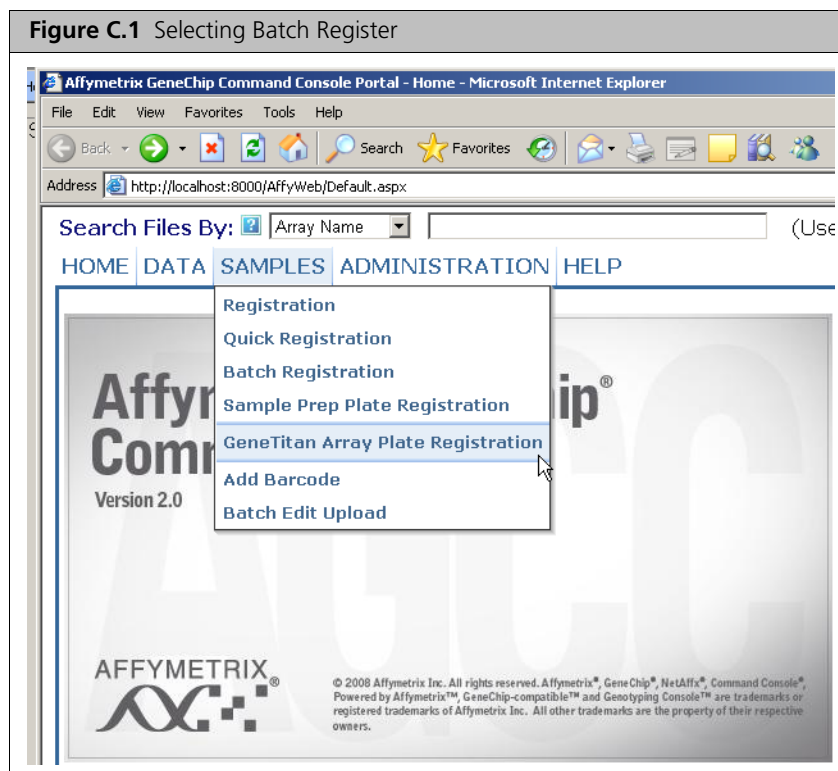 Figure C.1 Selecting Batch Register
Affymetrix GeneChip Command Console Portal - Home - Microsoft Internet Explorer
File Edit View Favorites Tools Help
Back Search Favorites
Address http://localhost:8000/AffyWeb/Default.aspx
Search Files By: ? Array Name (Use
HOME DATA SAMPLES ADMINISTRATION HELP
Registration
Quick Registration
Batch Registration
Sample Prep Plate Registration
GeneTitan Array Plate Registration
Add Barcode
Batch Edit Upload
Affyr ip®
Comr
Version 2.0
AGCC
AFFYMETRIX®
© 2008 Affymetrix Inc. All rights reserved. Affymetrix®, GeneChip®, NetAffx®, Command Console®,
Powered by Affymetrix™, GeneChip-compatible™ and Genotyping Console™ are trademarks or
registered trademarks of Affymetrix Inc. All other trademarks are the property of their respective
owners.